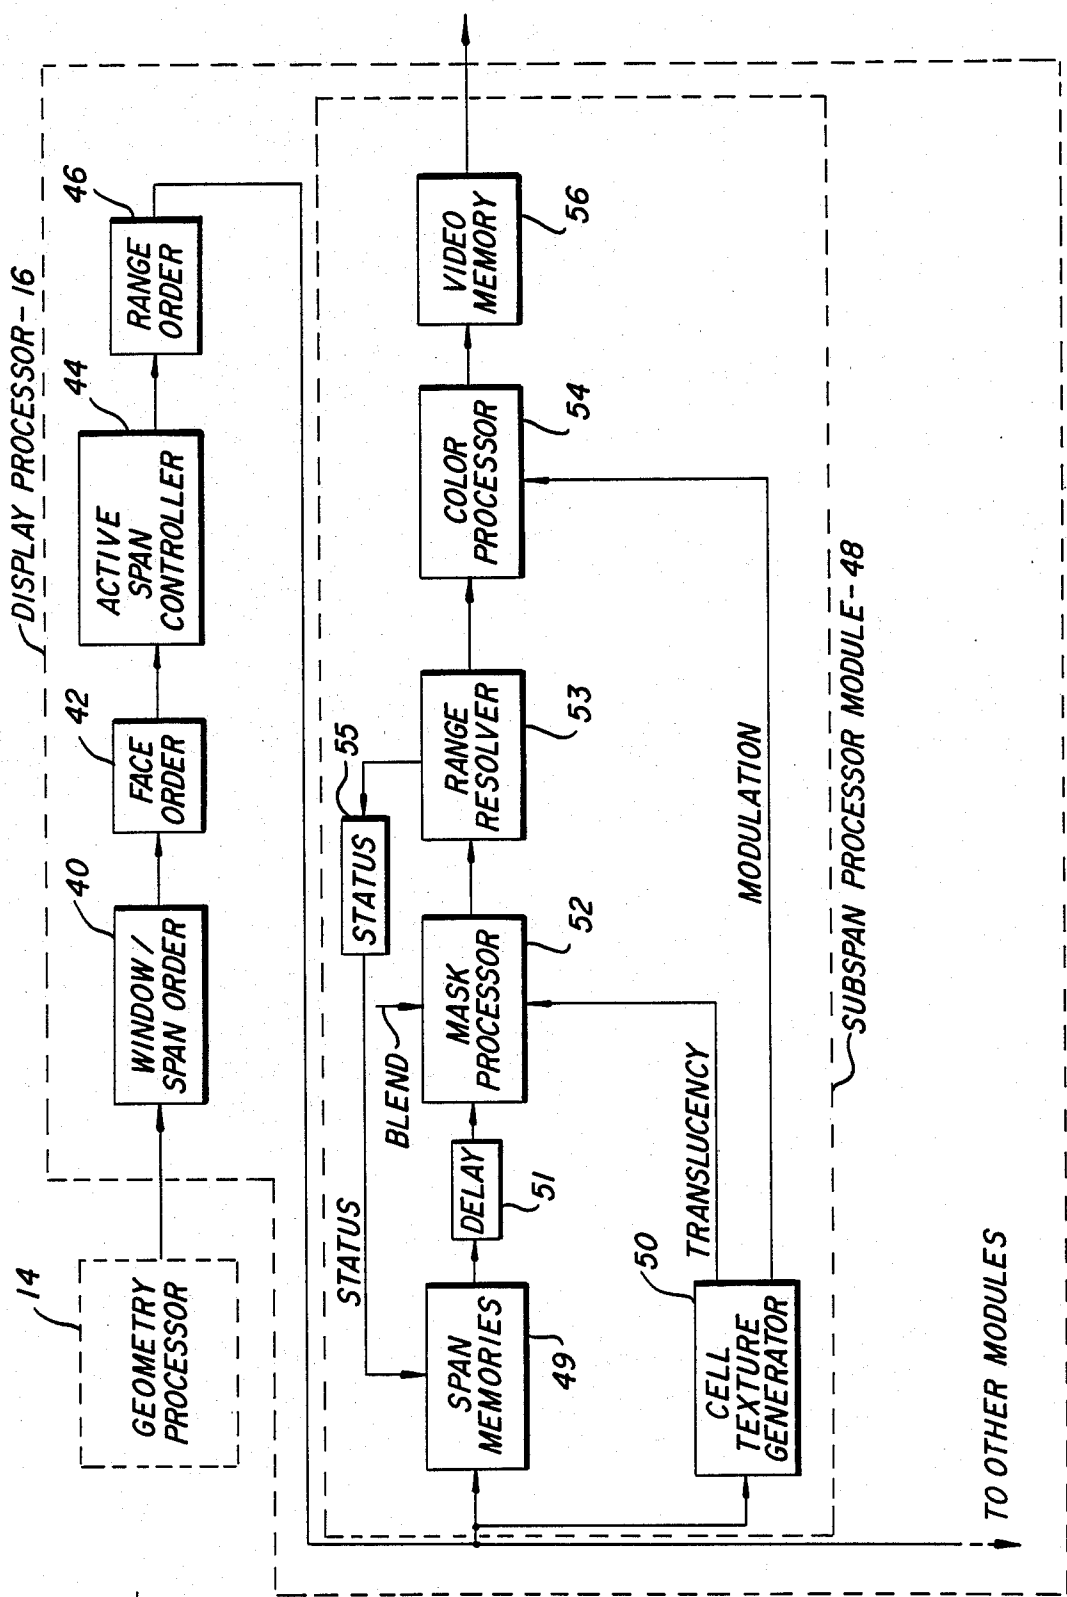 DISPLAY PROCESSOR-16
14
GEOMETRY
PROCESSOR
40
WINDOW/
SPAN ORDER
42
FACE
ORDER
44
ACTIVE
SPAN
CONTROLLER
46
RANGE
ORDER
STATUS
55
STATUS
BLEND
SPAN
MEMORIES
49
DELAY
51
MASK
PROCESSOR
52
RANGE
RESOLVER
53
COLOR
PROCESSOR
54
VIDEO
MEMORY
56
50
CELL
TEXTURE
GENERATOR
TRANSLUCENCY
MODULATION
SUBSPAN PROCESSOR MODULE-48
TO OTHER MODULES